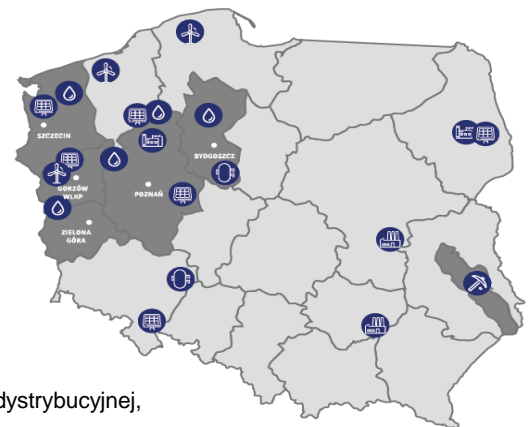 SZCZECIN
BYDGOSZCZ
GORZÓW
WLKP
POZNAŃ
ZIELONA
GÓRA
dystrybucyjnej,